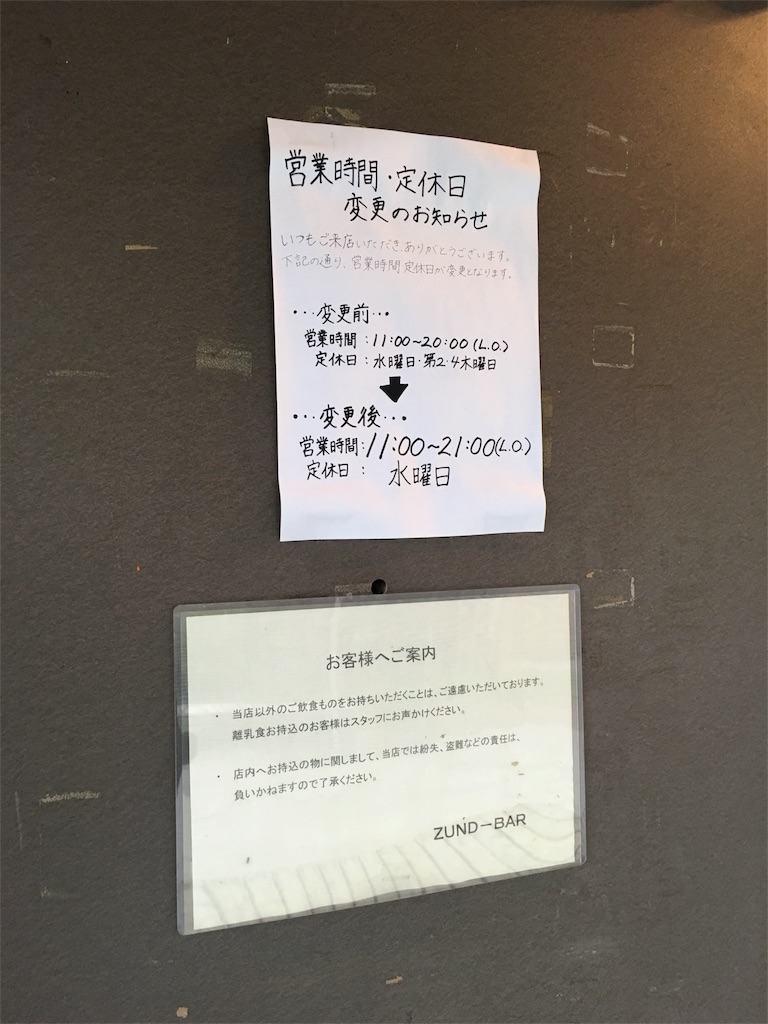 営業時間・定休日
変更のお知らせ
いつもご来店いただき、ありがとうございます。
下記の通り、営業時間・定休日が変更となります。
・・・変更前・・・
営業時間：11:00～20:00(L.O.)
定休日：水曜日・第2・4木曜日
・・・変更後・・・
営業時間：11:00～21:00(L.O.)
定休日：水曜日
お客様へご案内
・ 当店以外のご飲食ものをお持ちいただくことは、ご遠慮いただいております。
離乳食お持込のお客様はスタッフにお声かけください。
・ 店内へお持込の物に関しまして、当店では紛失、盗難などの責任は、
負いかねますので了承ください。
ZUND－BAR